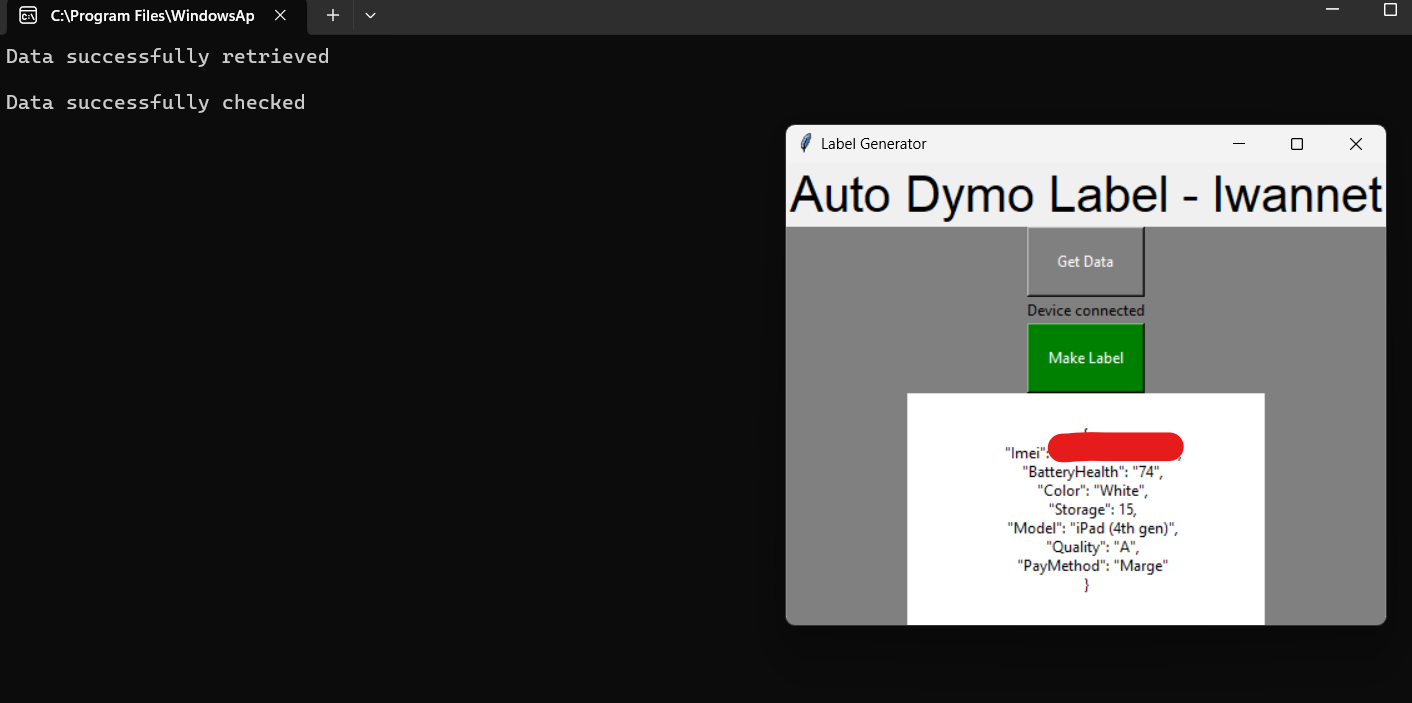 C:\Program Files\WindowsAp
Data successfully retrieved
Data successfully checked
Label Generator
Auto Dymo Label - Iwannet
Get Data
Device connected
Make Label
{
"Imei":
"BatteryHealth": "74",
"Color": "White",
"Storage": 15,
"Model": "iPad (4th gen)",
"Quality": "A",
"PayMethod": "Marge"
}